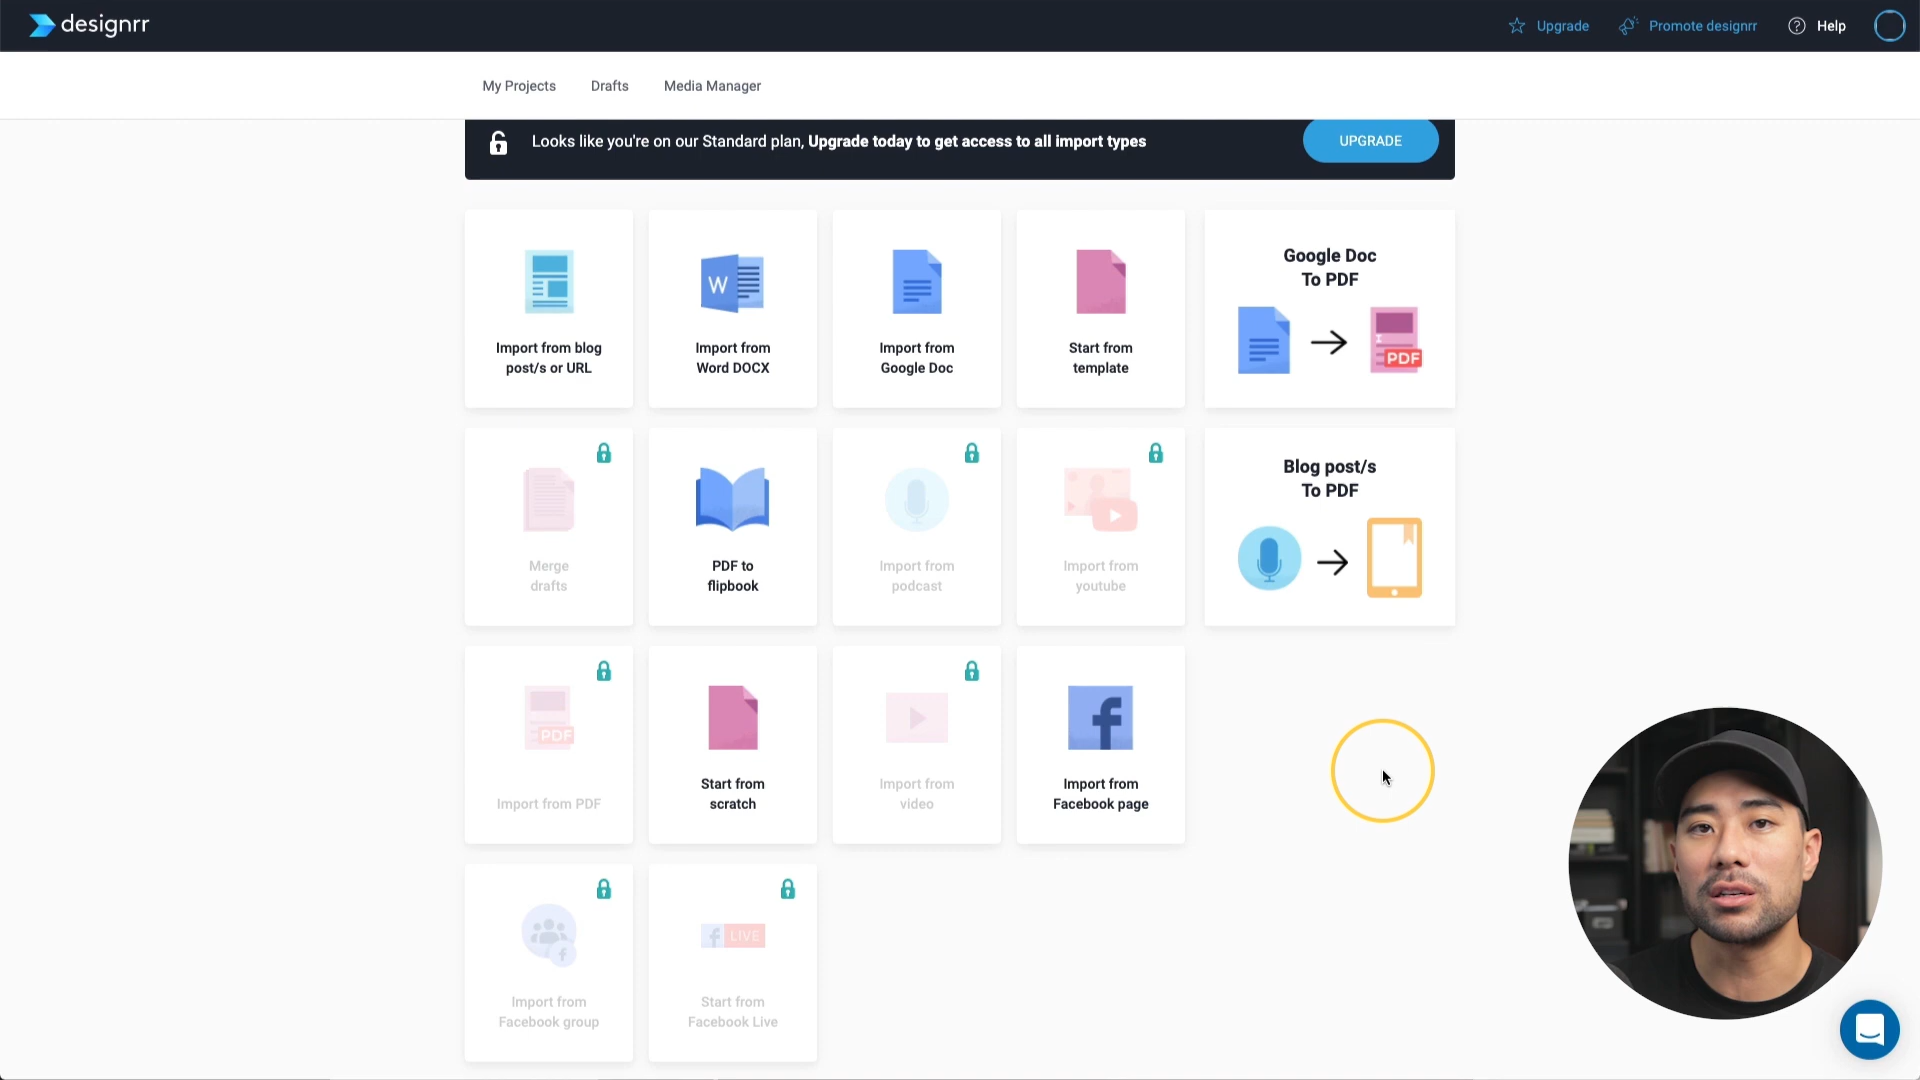 designrr
Upgrade
Promote designrr
Help
My Projects
Drafts
Media Manager
Looks like you're on our Standard plan, Upgrade today to get access to all import types
UPGRADE
Import from blog
post/s or URL
W
Import from
Word DOCX
Import from
Google Doc
Start from
template
Google Doc
To PDF
PDF
Merge
drafts
PDF to
flipbook
Import from
podcast
Import from
youtube
Blog post/s
To PDF
PDF
Import from PDF
Start from
scratch
Import from
video
f
Import from
Facebook page
f
Import from
Facebook group
f LIVE
Start from
Facebook Live